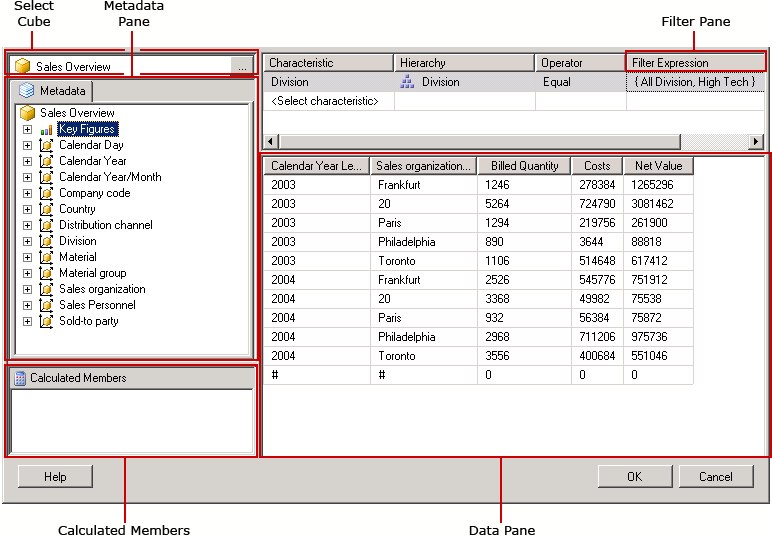 Select Cube
Metadata Pane
Filter Pane
Sales Overview ...
Metadata
Sales Overview
Key Figures
Calendar Day
Calendar Year
Calendar Year/Month
Company code
Country
Distribution channel
Division
Material
Material group
Sales organization
Sales Personnel
Sold-to party
Calculated Members
Characteristic Hierarchy Operator Filter Expression
Division Division Equal { All Division, High Tech }
<Select characteristic>
Calendar Year Le... Sales organization... Billed Quantity Costs Net Value
2003 Frankfurt 1246 278384 1265296
2003 20 5264 724790 3081462
2003 Paris 1294 219756 261900
2003 Philadelphia 890 3644 88818
2003 Toronto 1106 514648 617412
2004 Frankfurt 2526 545776 751912
2004 20 3368 49982 75538
2004 Paris 932 56384 75872
2004 Philadelphia 2968 711206 975736
2004 Toronto 3556 400684 551046
# # 0 0 0
Help OK Cancel
Calculated Members
Data Pane